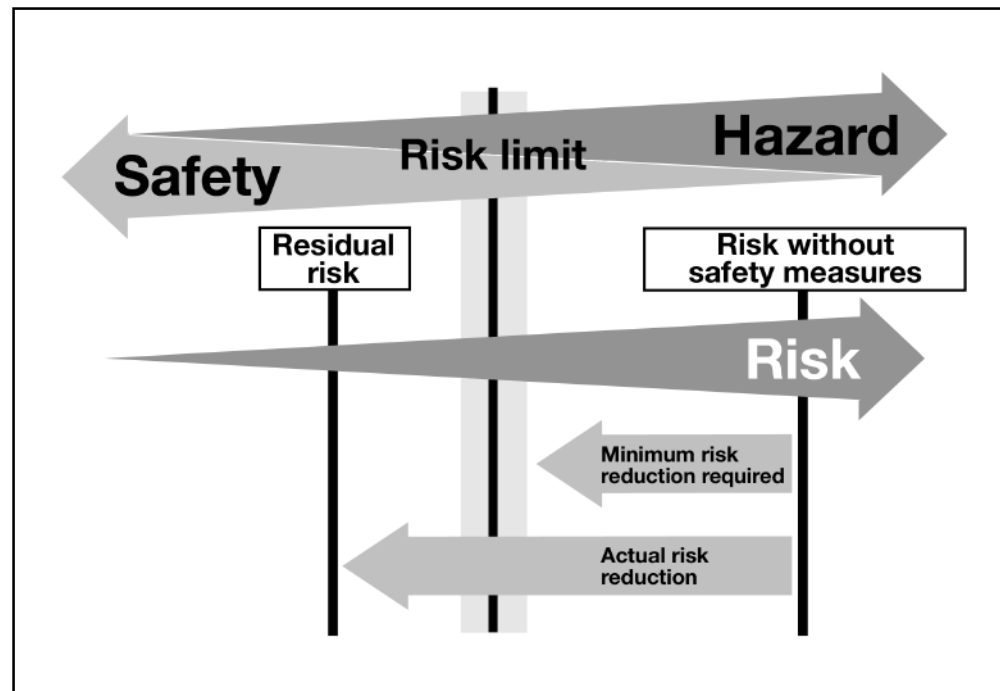 Hazard
Risk limit
Safety
Residual
risk
Risk without
safety measures
Risk
Minimum risk
reduction required
Actual risk
reduction